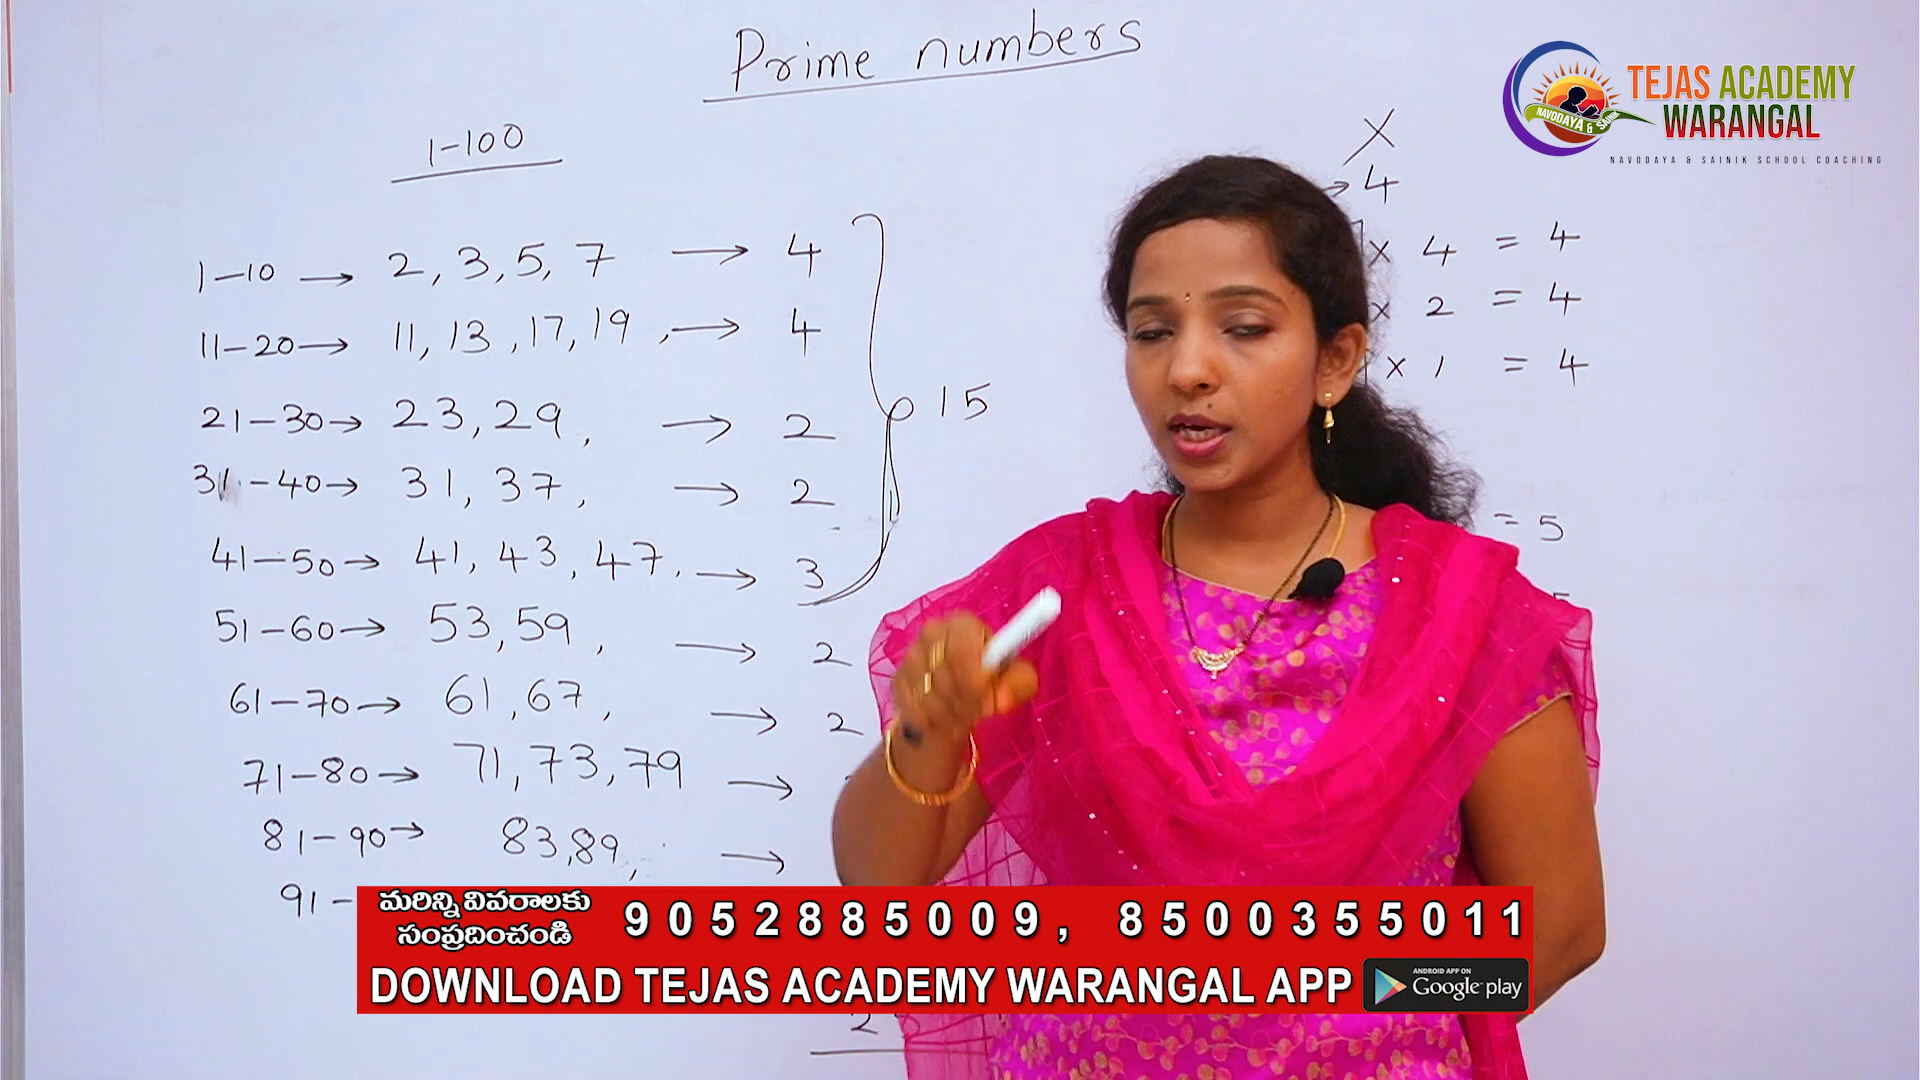 Prime numbers
1-100
1-10 → 2, 3, 5, 7 → 4
11-20 → 11, 13, 17, 19, → 4
21-30 → 23, 29, → 2
31-40 → 31, 37, → 2
41-50 → 41, 43, 47. → 3
15
51-60 → 53, 59, → 2
61-70 → 61, 67, → 2
71-80 → 71, 73, 79 →
81-90 → 83, 89, →
91-
2
X
→ 4
x 4 = 4
x 2 = 4
x 1 = 4
= 5
TEJAS ACADEMY
WARANGAL
NAVODAYA & SAINIK SCHOOL COACHING
NAVODAYA & SAINIK
మరిన్ని వివరాలకు
సంప్రదించండి
9052885009, 8500355011
DOWNLOAD TEJAS ACADEMY WARANGAL APP
ANDROID APP ON
Google play